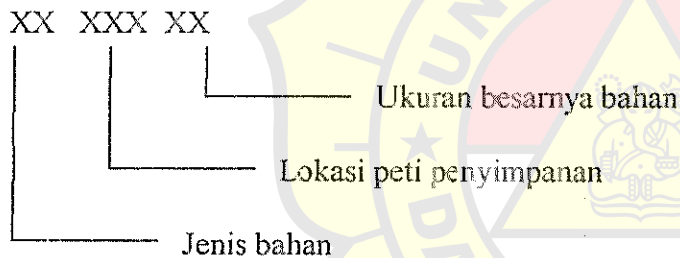 XX XXX XX
Ukuran besarnya bahan
Lokasi peti penyimpanan
Jenis bahan